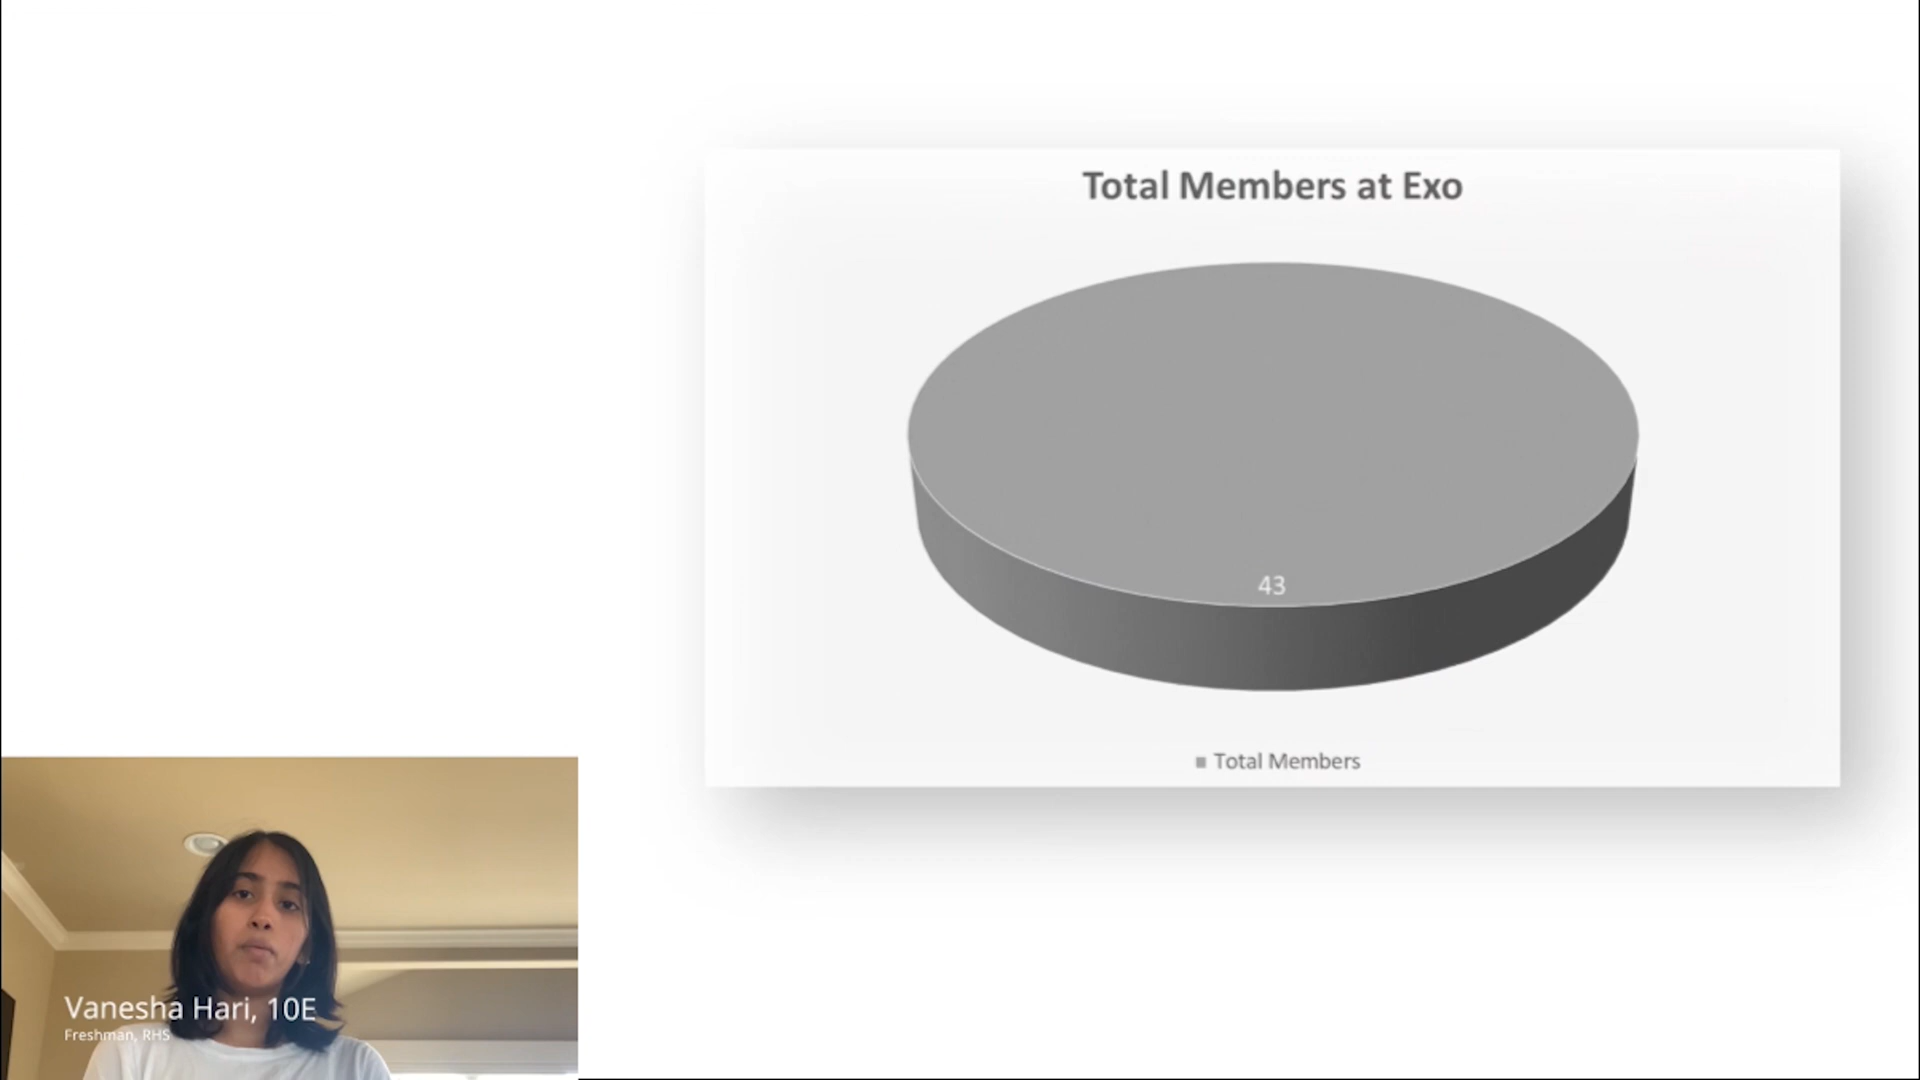 Total Members at Exo
43
Total Members
Vanesha Hari, 10E
Freshman, RHS